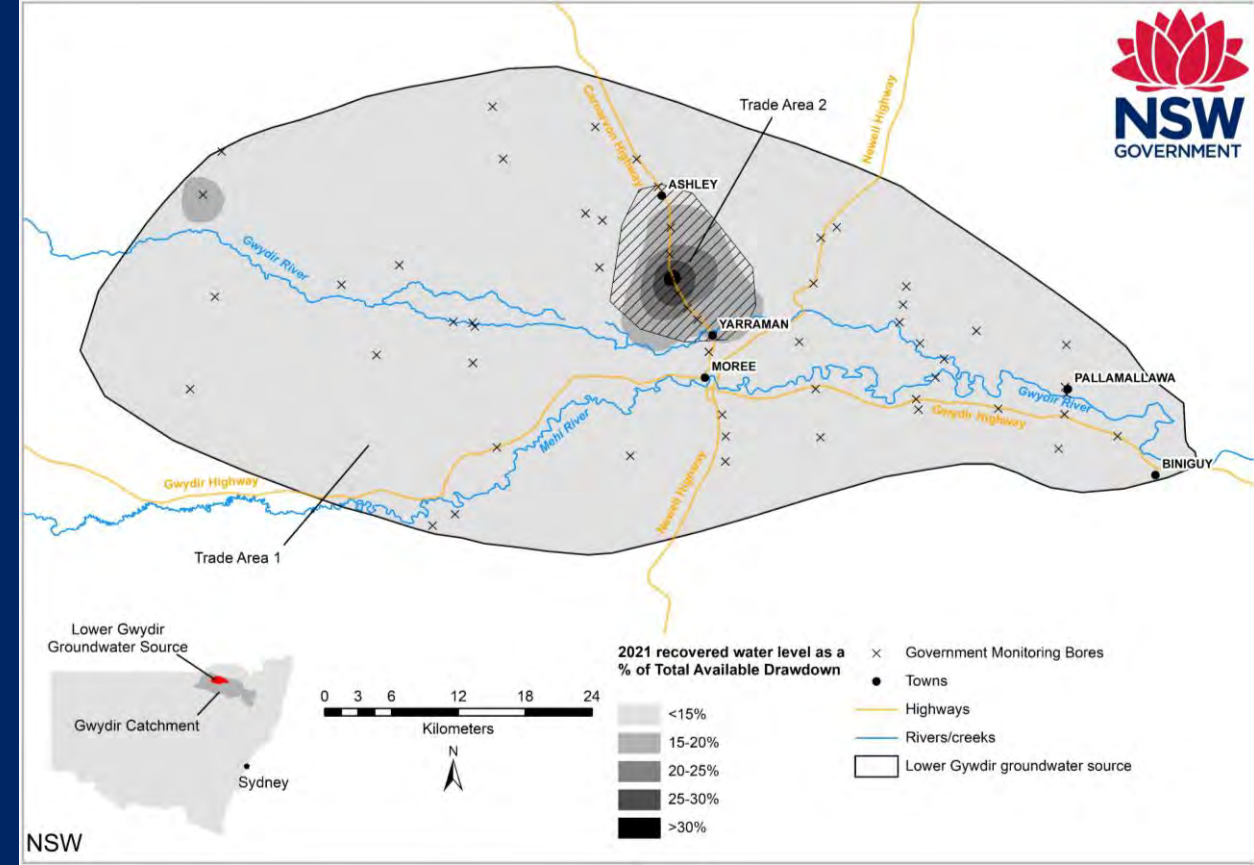 NSW
GOVERNMENT
Trade Area 2
Carnarvon Highway
Newell Highway
ASHLEY
Gwydir River
YARRAMAN
MOREE
PALLAMALLAWA
Gwydir River
Mehi River
Gwydir Highway
BINIGUY
Gwydir Highway
Newell Highway
Trade Area 1
Lower Gwydir
Groundwater Source
Gwydir Catchment
Sydney
NSW
0 3 6 12 18 24
Kilometers
N
2021 recovered water level as a
% of Total Available Drawdown
<15%
15-20%
20-25%
25-30%
>30%
Government Monitoring Bores
Towns
Highways
Rivers/creeks
Lower Gywdir groundwater source